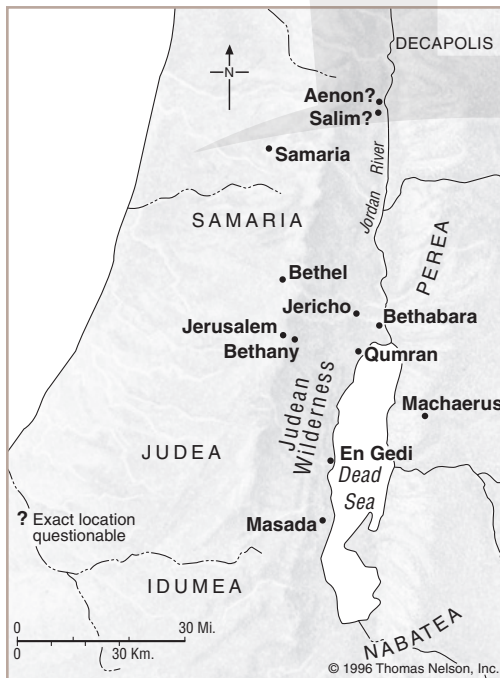 DECAPOLIS
N
Aenon?
Salim?
Samaria
Jordan River
SAMARIA
PEREA
Bethel
Jericho
Bethabara
Jerusalem
Bethany
Qumran
Judean
Wilderness
Machaerus
JUDEA
En Gedi
Dead
Sea
? Exact location
questionable
Masada
IDUMEA
0 30 Mi.
0 30 Km.
NABATEA
© 1996 Thomas Nelson, Inc.